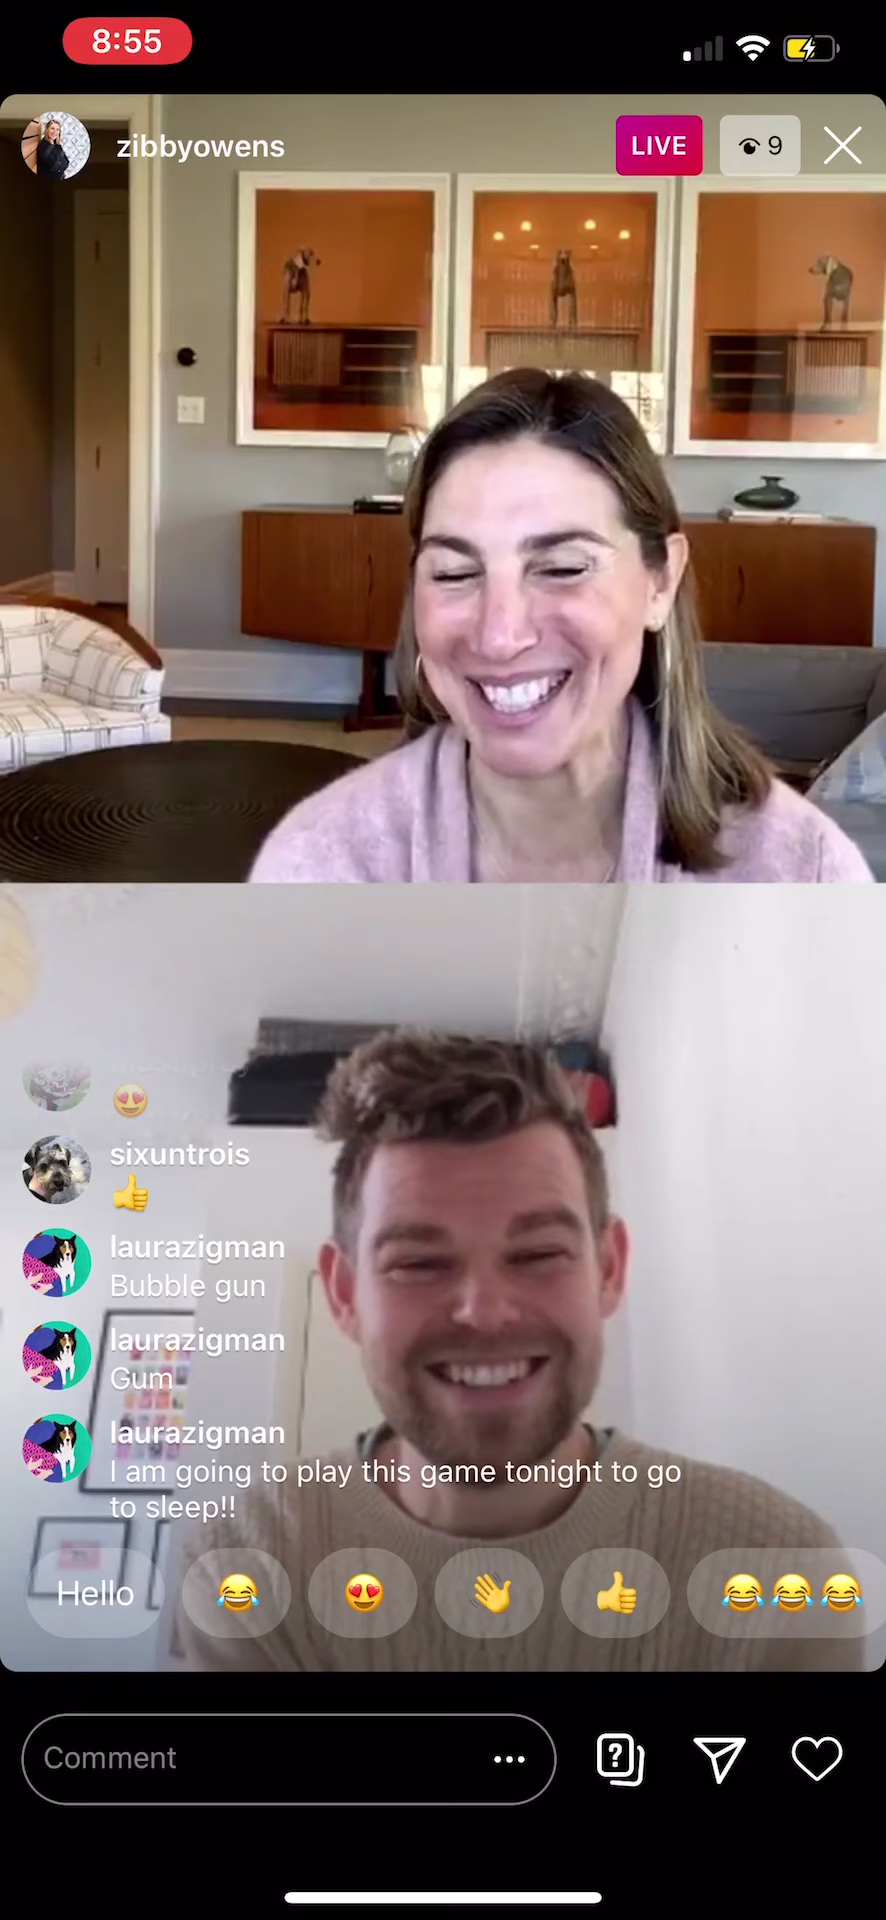 8:55
zibbyowens
LIVE
9
sixuntrois
laurazigman
Bubble gun
laurazigman
Gum
laurazigman
I am going to play this game tonight to go
to sleep!!
Hello
Comment